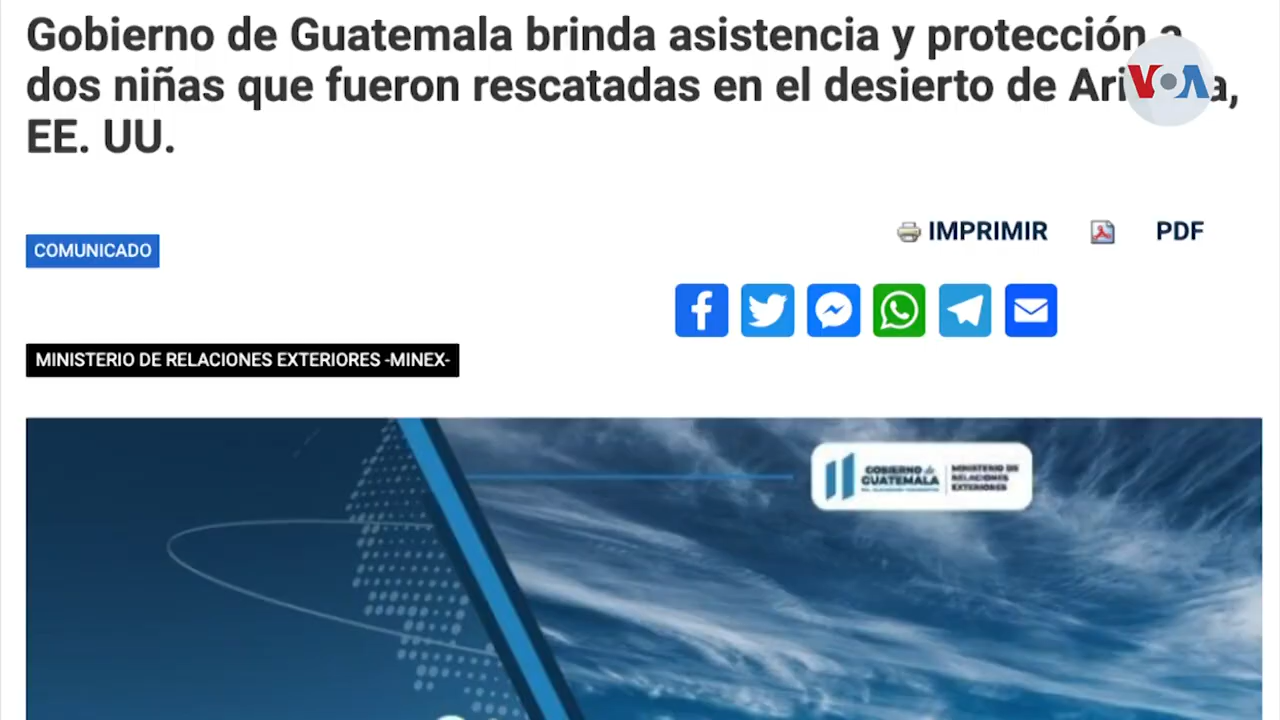 Gobierno de Guatemala brinda asistencia y protección a
dos niñas que fueron rescatadas en el desierto de Ari a,
EE. UU.
VOA
IMPRIMIR
PDF
COMUNICADO
MINISTERIO DE RELACIONES EXTERIORES -MINEX-
GOBIERNO de
GUATEMALA
MINISTERIO DE
RELACIONES
EXTERIORES